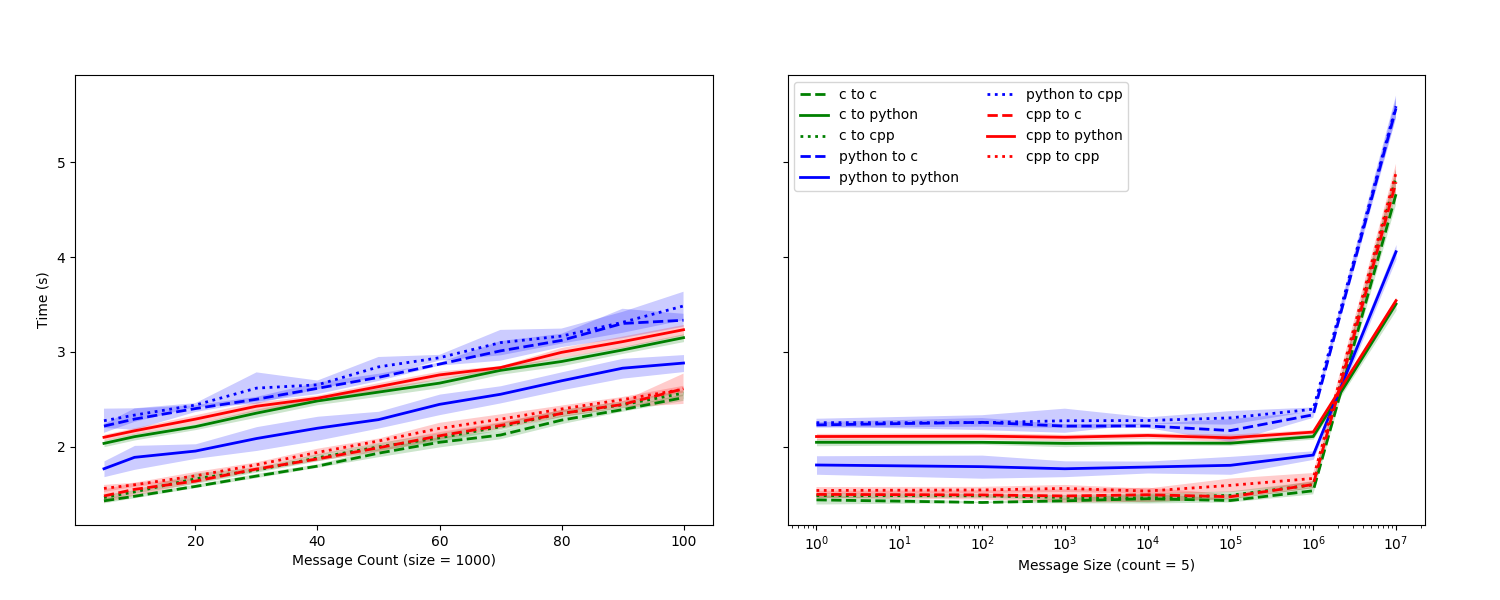 Time (s)
5
4
3
2
20 40 60 80 100
Message Count (size = 1000)
c to c
c to python
c to cpp
python to c
python to python
python to cpp
cpp to c
cpp to python
cpp to cpp
10^0 10^1 10^2 10^3 10^4 10^5 10^6 10^7
Message Size (count = 5)